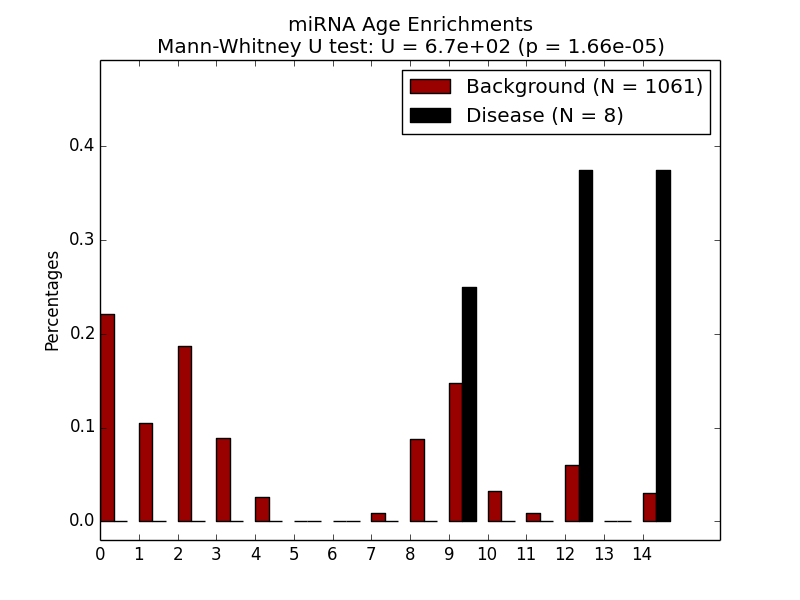 miRNA Age Enrichments
Mann-Whitney U test: U = 6.7e+02 (p = 1.66e-05)
Background (N = 1061)
Disease (N = 8)
Percentages
0.4
0.3
0.2
0.1
0.0
0 1 2 3 4 5 6 7 8 9 10 11 12 13 14